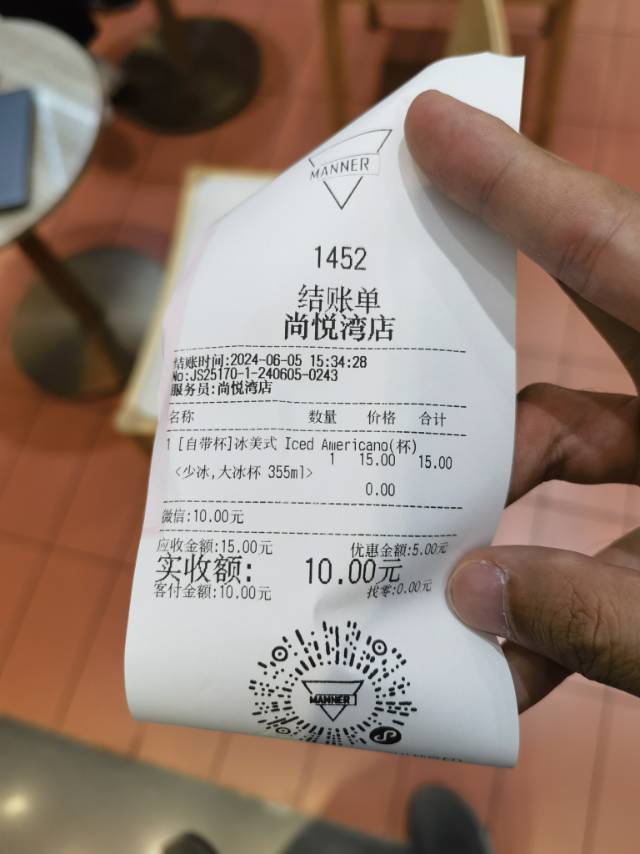 MANNER
1452
结账单
尚悦湾店
结账时间:2024-06-05 15:34:28
No:JS25170-1-240605-0243
服务员:尚悦湾店
名称 数量 价格 合计
1 [自带杯]冰美式 Iced Americano(杯)
1 15.00 15.00
<少冰,大冰杯 355ml>
0.00
微信:10.00元
应收金额:15.00元 优惠金额:5.00元
实收额: 10.00元
客付金额:10.00元 找零:0.00元
MANNER